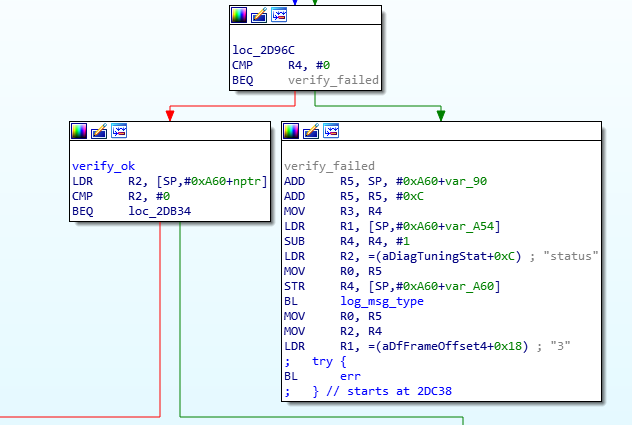 loc_2D96C
CMP R4, #0
BEQ verify_failed
verify_ok
LDR R2, [SP,#0xA60+nptr]
CMP R2, #0
BEQ loc_2DB34
verify_failed
ADD R5, SP, #0xA60+var_90
ADD R5, R5, #0xC
MOV R3, R4
LDR R1, [SP,#0xA60+var_A54]
SUB R4, R4, #1
LDR R2, =(aDiagTuningStat+0xC) ; "status"
MOV R0, R5
STR R4, [SP,#0xA60+var_A60]
BL log_msg_type
MOV R0, R5
MOV R2, R4
LDR R1, =(aDfFrameOffset4+0x18) ; "3"
; try {
BL err
; } // starts at 2DC38